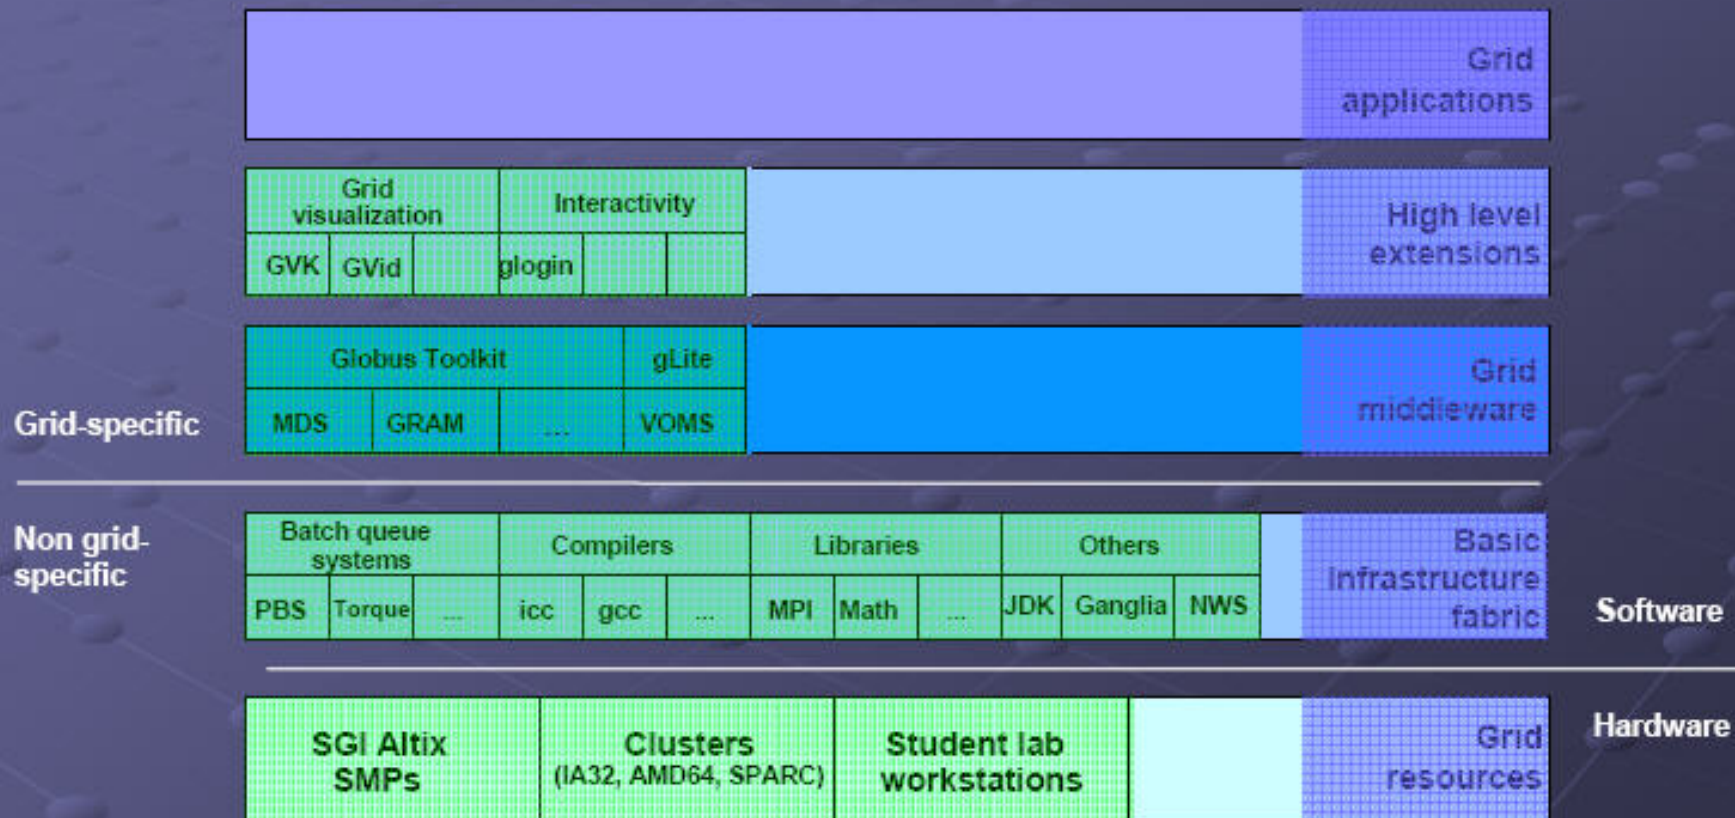 Grid
applications
Grid
visualization
Interactivity
High level
extensions
GVK GVid glogin
Globus Toolkit gLite
Grid
middleware
MDS GRAM ... VOMS
Grid-specific
Non grid-
specific
Batch queue
systems
Compilers
Libraries
Others
Basic
infrastructure
fabric
PBS Torque ... icc gcc ... MPI Math ... JDK Ganglia NWS
Software
Hardware
SGI Altix
SMPs
Clusters
(IA32, AMD64, SPARC)
Student lab
workstations
Grid
resources